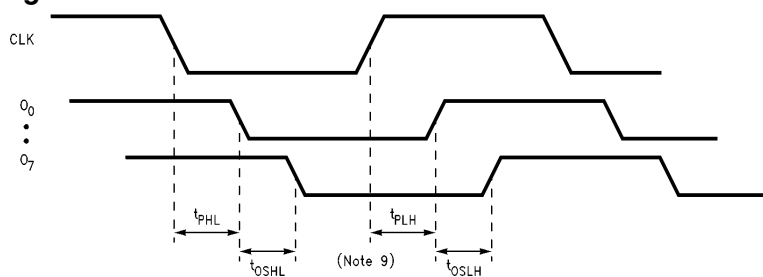 CLK
O0
O7
tPHL
tPLH
tOSHL
(Note 9)
tOSLH